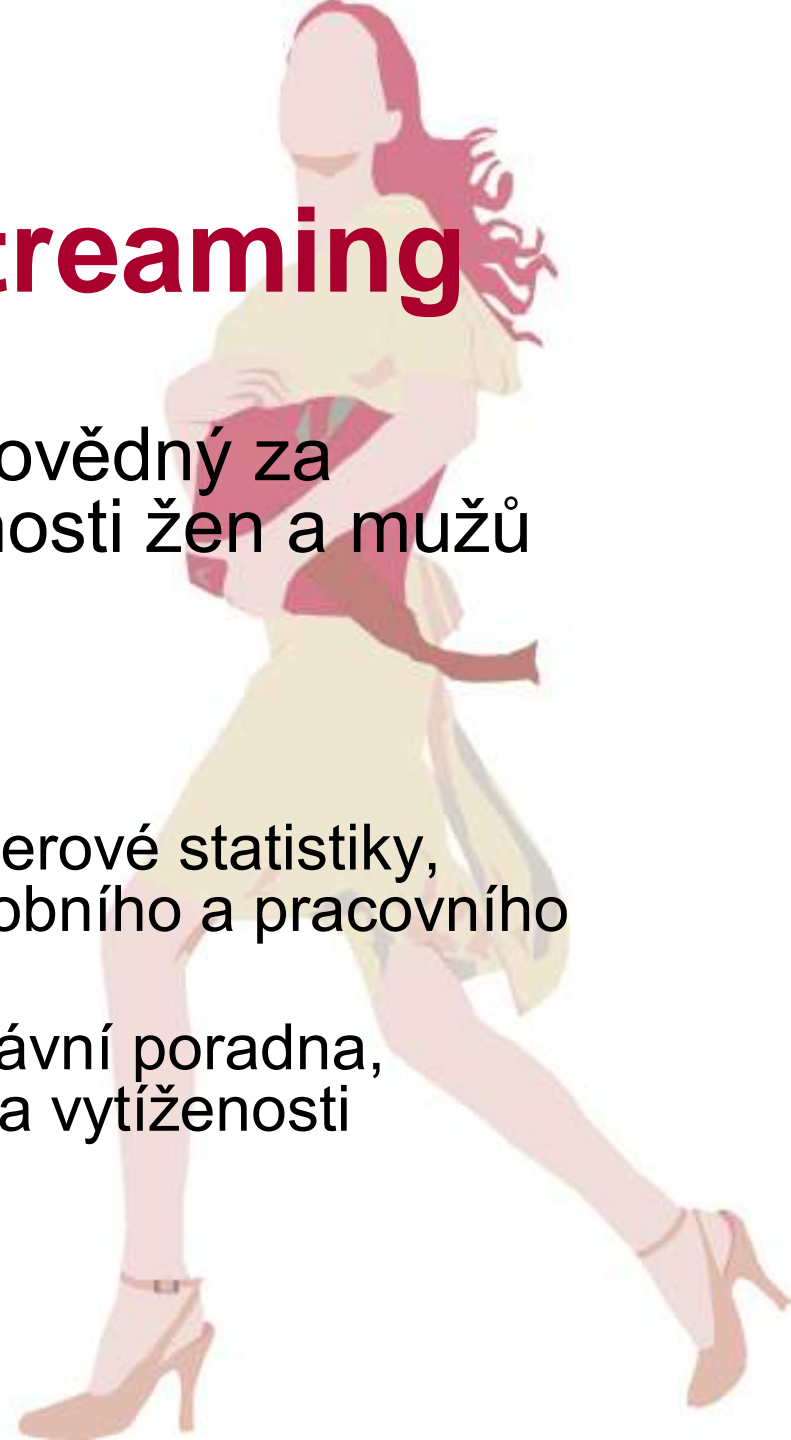 treaming
ovědný za
nosti žen a mužů
erové statistiky,
obního a pracovního
ávní poradna,
a vytíženosti